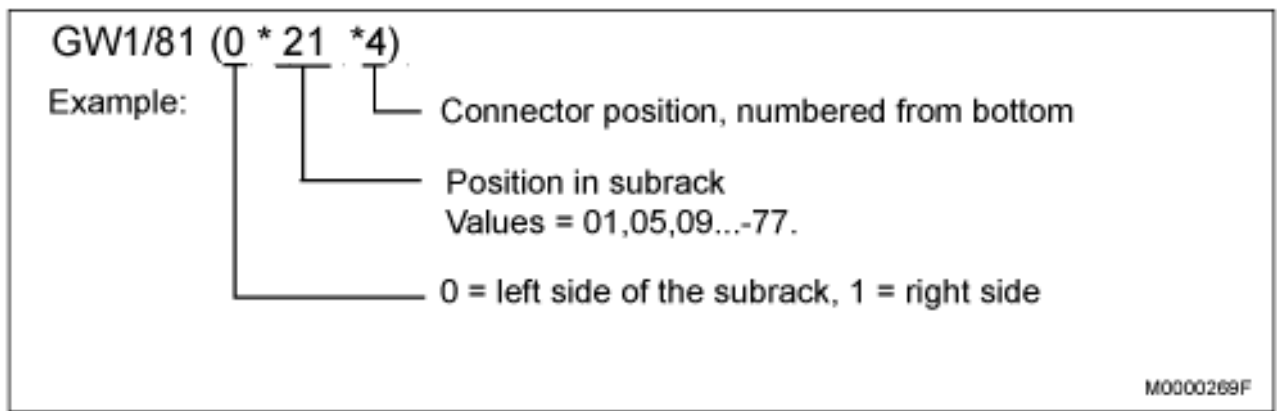 GW1/81 (0 * 21 *4)
Example:
Connector position, numbered from bottom
Position in subrack
Values = 01,05,09...-77.
0 = left side of the subrack, 1 = right side
M0000269F